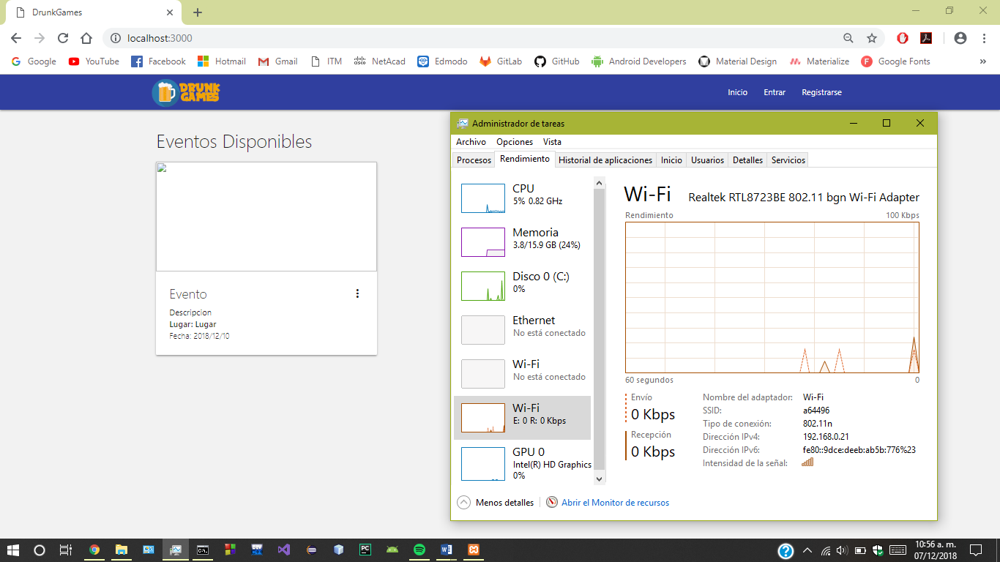 DrunkGames
localhost:3000
Google YouTube Facebook Hotmail Gmail ITM NetAcad Edmodo GitLab GitHub Android Developers Material Design Materialize Google Fonts
DRUNK
GAMES
Inicio Entrar Registrarse
Eventos Disponibles
Evento
Descripcion
Lugar: Lugar
Fecha: 2018/12/10
Administrador de tareas
Archivo Opciones Vista
Procesos Rendimiento Historial de aplicaciones Inicio Usuarios Detalles Servicios
CPU
5% 0.82 GHz
Memoria
3.8/15.9 GB (24%)
Disco 0 (C:)
0%
Ethernet
No está conectado
Wi-Fi
No está conectado
Wi-Fi
E: 0 R: 0 Kbps
GPU 0
Intel(R) HD Graphics
0%
Wi-Fi Realtek RTL8723BE 802.11 bgn Wi-Fi Adapter
Rendimiento 100 Kbps
60 segundos 0
Envío
0 Kbps
Recepción
0 Kbps
Nombre del adaptador: Wi-Fi
SSID: a64496
Tipo de conexión: 802.11n
Dirección IPv4: 192.168.0.21
Dirección IPv6: fe80::9dce:deeb:ab5b:776%23
Intensidad de la señal:
Menos detalles Abrir el Monitor de recursos
10:56 a. m.
07/12/2018